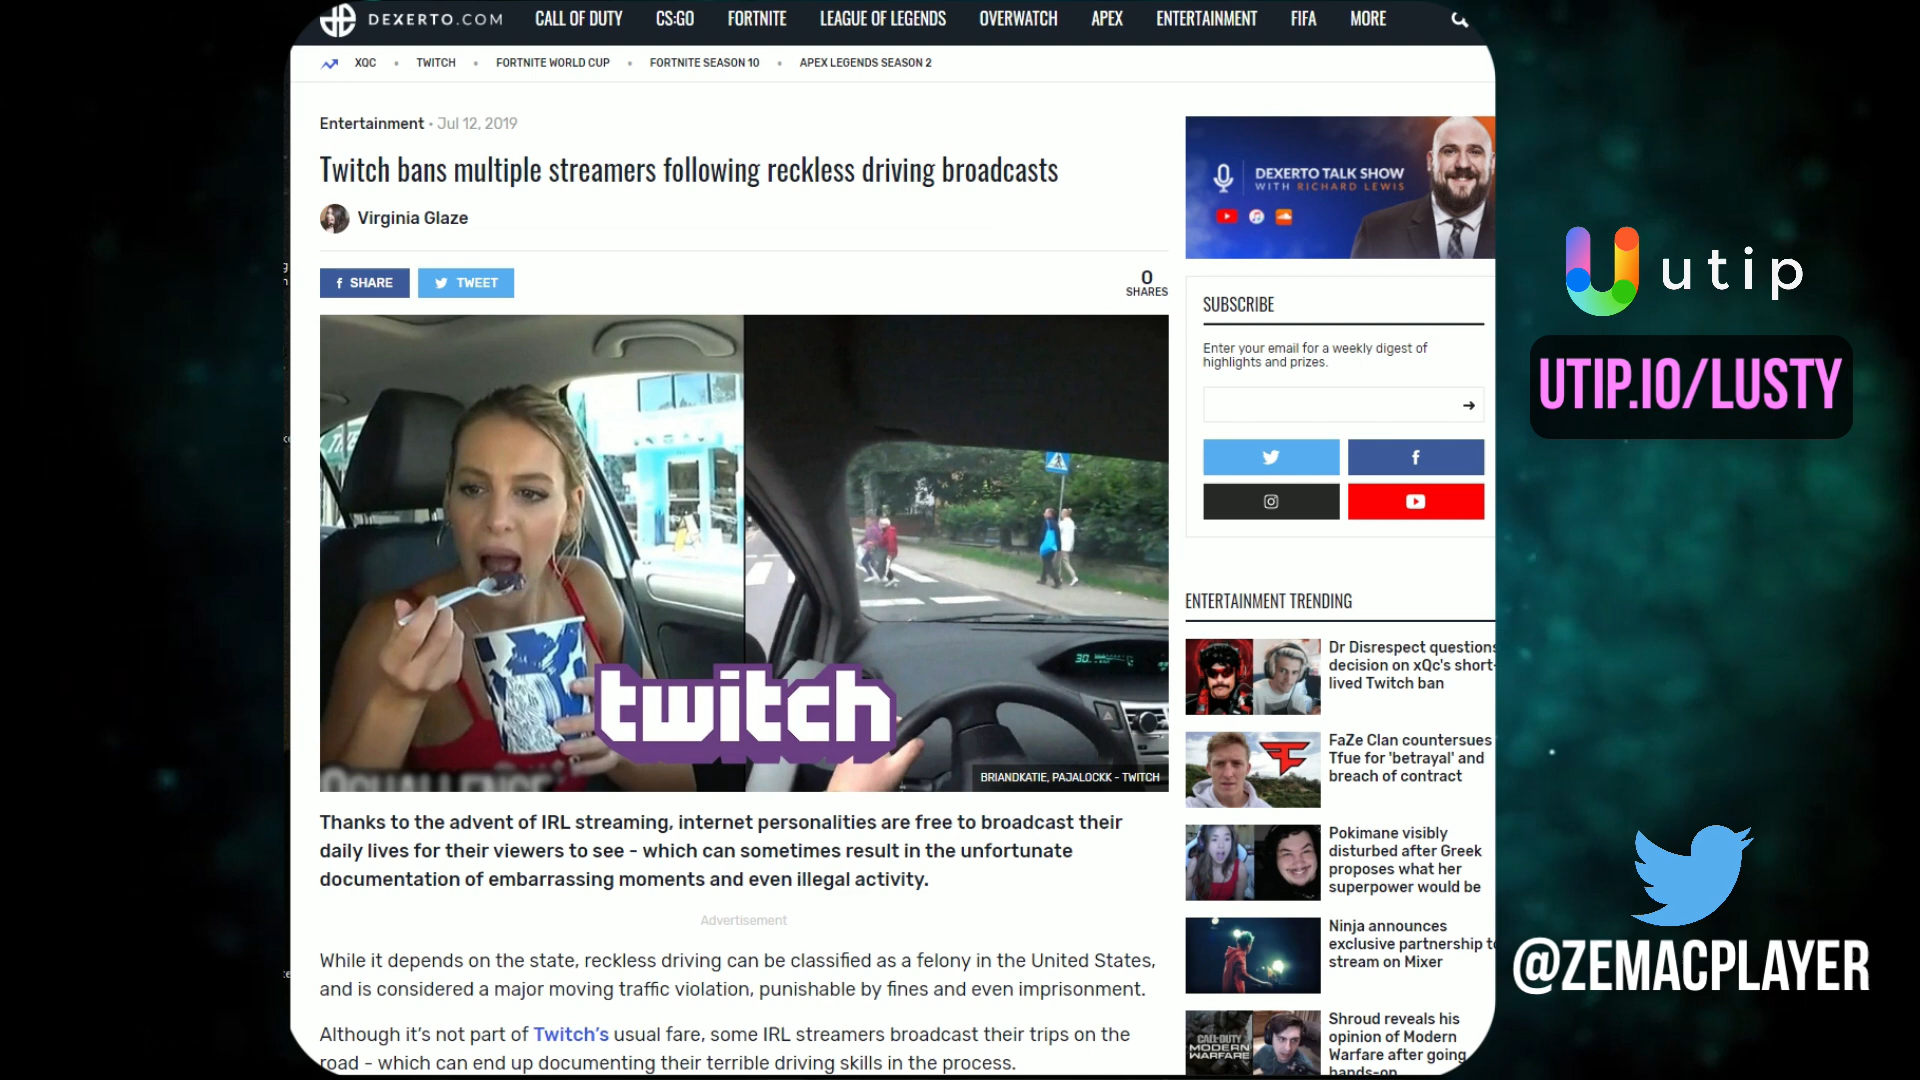 DEXERTO.COM
CALL OF DUTY CS:GO FORTNITE LEAGUE OF LEGENDS OVERWATCH APEX ENTERTAINMENT FIFA MORE
XQC • TWITCH • FORTNITE WORLD CUP • FORTNITE SEASON 10 • APEX LEGENDS SEASON 2
Entertainment • Jul 12, 2019
Twitch bans multiple streamers following reckless driving broadcasts
Virginia Glaze
f SHARE
TWEET
0
SHARES
twitch
BRIANDKATIE, PAJALOCKK - TWITCH
Thanks to the advent of IRL streaming, internet personalities are free to broadcast their
daily lives for their viewers to see - which can sometimes result in the unfortunate
documentation of embarrassing moments and even illegal activity.
Advertisement
While it depends on the state, reckless driving can be classified as a felony in the United States,
and is considered a major moving traffic violation, punishable by fines and even imprisonment.
Although it's not part of Twitch's usual fare, some IRL streamers broadcast their trips on the
road – which can end up documenting their terrible driving skills in the process.
DEXERTO TALK SHOW
WITH RICHARD LEWIS
SUBSCRIBE
Enter your email for a weekly digest of
highlights and prizes.
ENTERTAINMENT TRENDING
Dr Disrespect questions
decision on xQc's short-
lived Twitch ban
FaZe Clan countersues
Tfue for 'betrayal' and
breach of contract
Pokimane visibly
disturbed after Greek
proposes what her
superpower would be
Ninja announces
exclusive partnership to
stream on Mixer
CALL·DUTY
MODERN
WARFARE
Shroud reveals his
opinion of Modern
Warfare after going
hands-on
utip
UTIP.IO/LUSTY
@ZEMACPLAYER